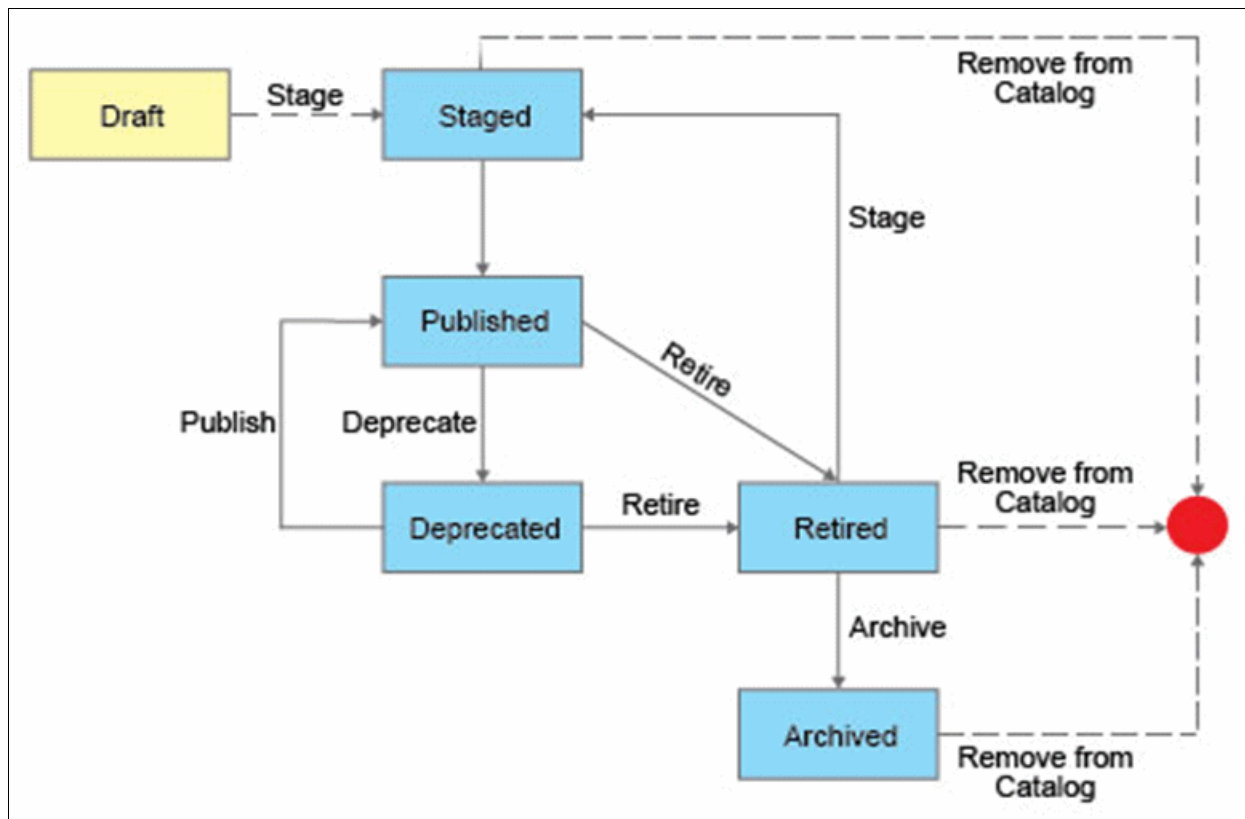 Remove from
Catalog
Stage
Draft
Staged
Stage
Published
Retire
Publish
Deprecate
Remove from
Catalog
Retire
Deprecated
Retired
Archive
Archived
Remove from
Catalog